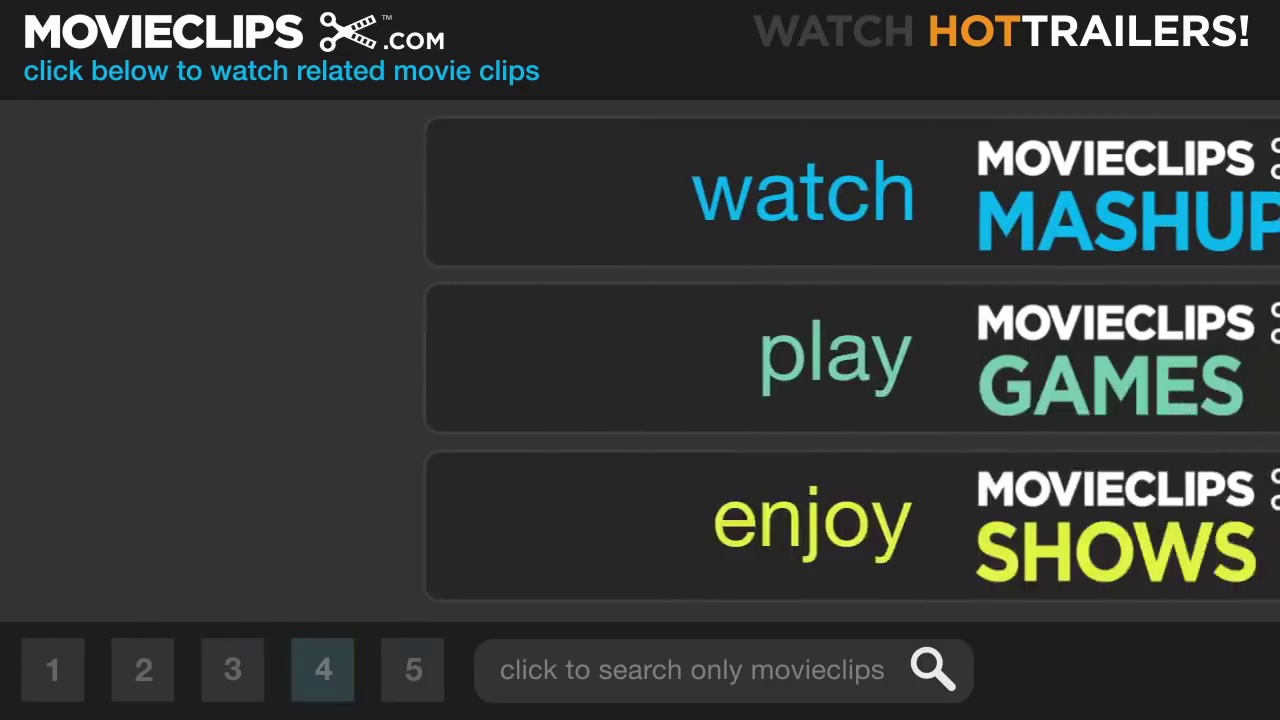 MOVIECLIPS™.COM
click below to watch related movie clips
WATCH HOTTRAILERS!
watch MOVIECLIPS
MASHUP
play MOVIECLIPS
GAMES
enjoy MOVIECLIPS
SHOWS
1 2 3 4 5 click to search only movieclips